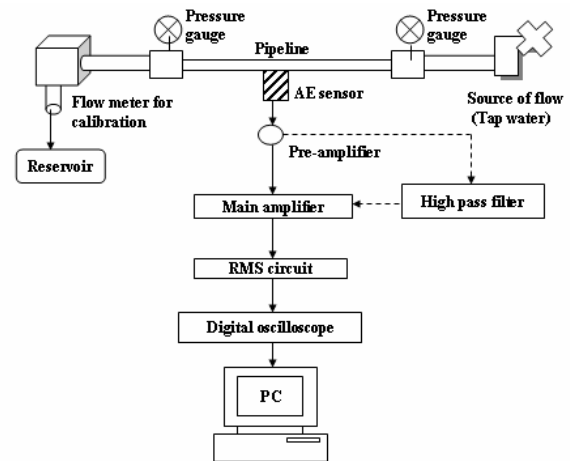 Pressure
gauge
Pressure
gauge
Pipeline
AE sensor
Flow meter for
calibration
Source of flow
(Tap water)
Reservoir
Pre-amplifier
Main amplifier
High pass filter
RMS circuit
Digital oscilloscope
PC